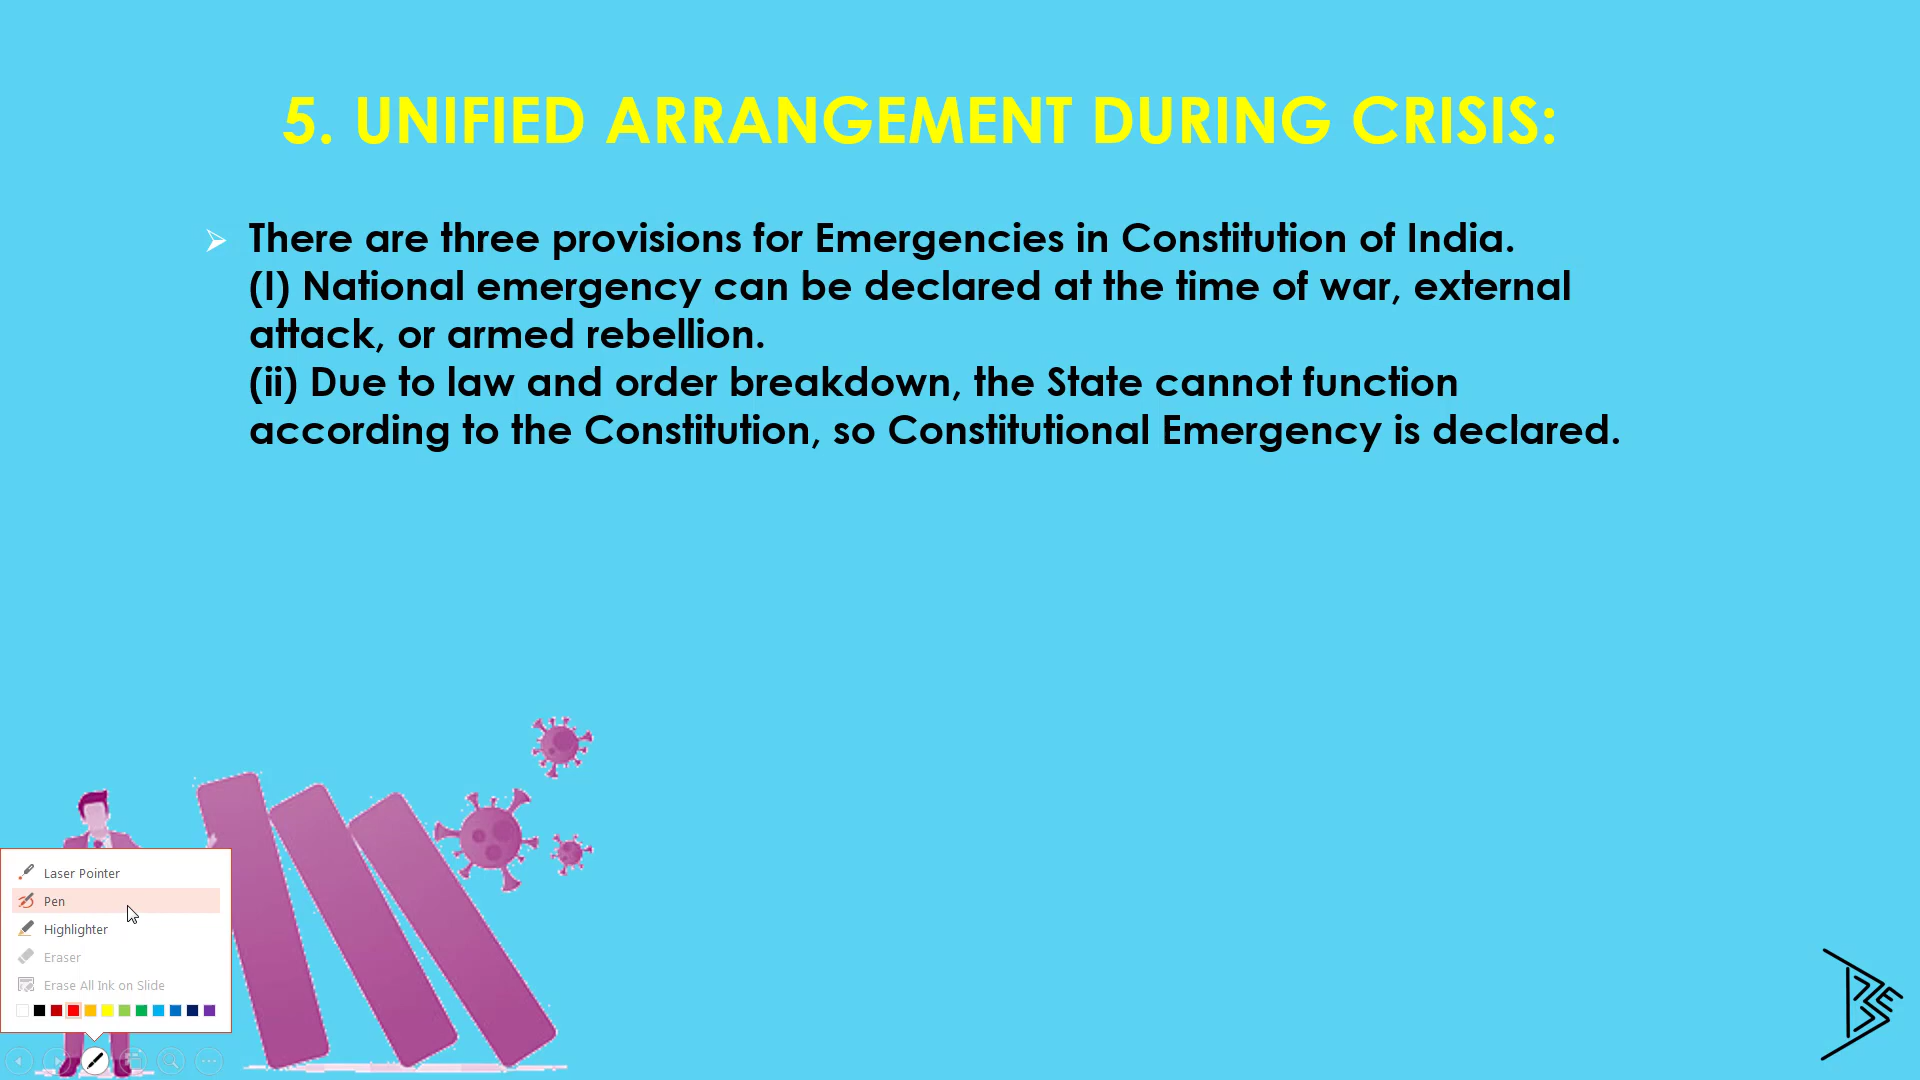 5. UNIFIED ARRANGEMENT DURING CRISIS:
There are three provisions for Emergencies in Constitution of India.
(I) National emergency can be declared at the time of war, external
attack, or armed rebellion.
(ii) Due to law and order breakdown, the State cannot function
according to the Constitution, so Constitutional Emergency is declared.
Laser Pointer
Pen
Highlighter
Eraser
Erase All Ink on Slide